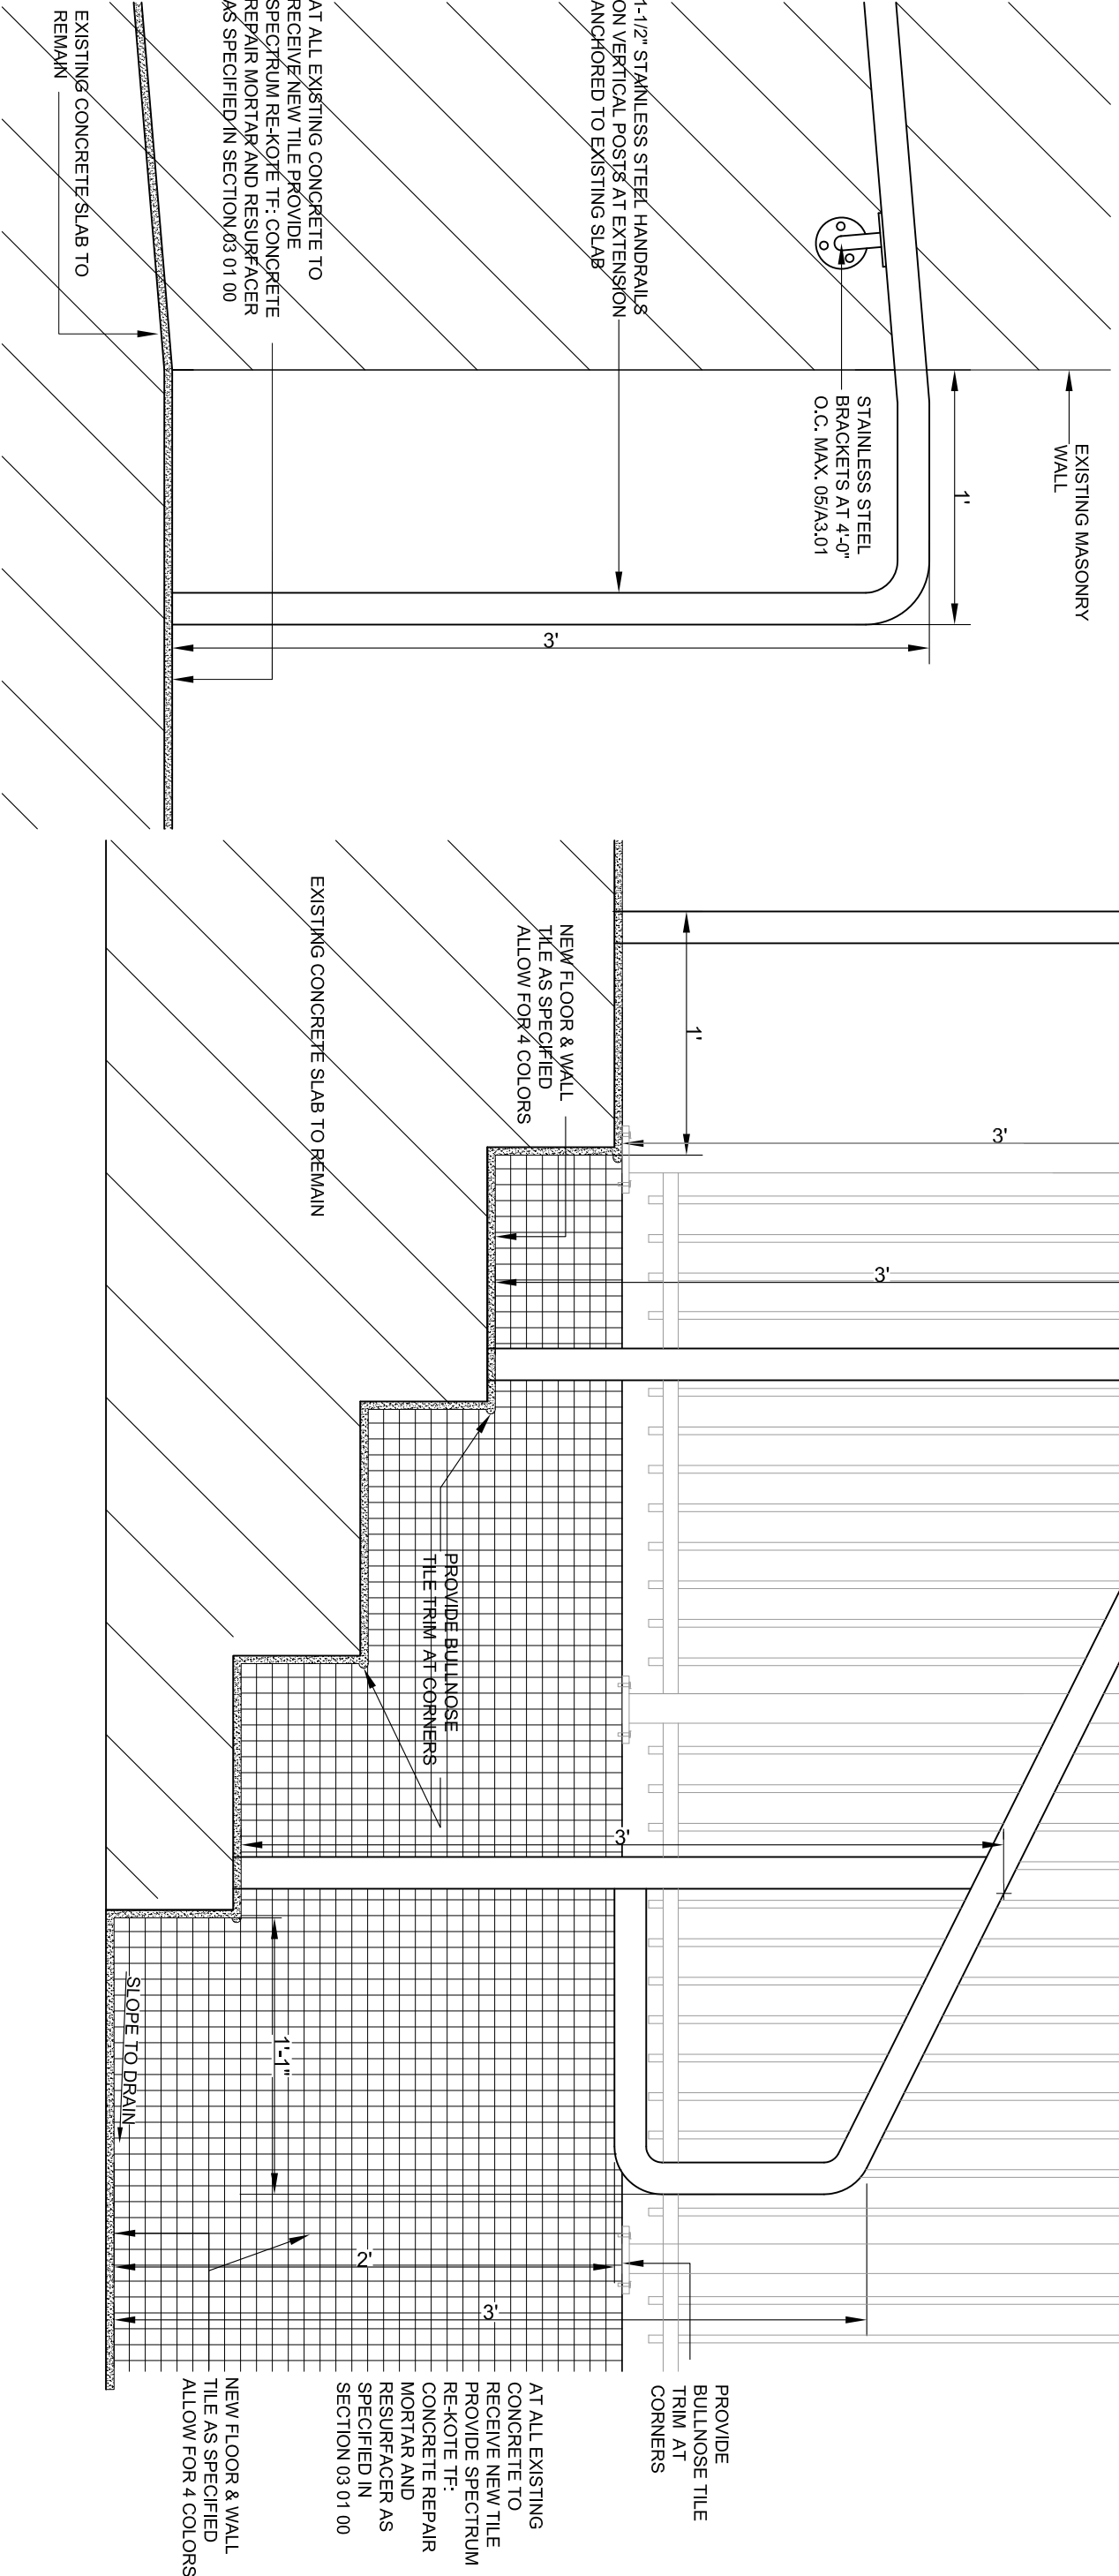 EXISTING MASONRY
WALL
1'
STAINLESS STEEL
BRACKETS AT 4'-0"
O.C. MAX. 05/A3.01
1-1/2" STAINLESS STEEL HANDRAILS
ON VERTICAL POSTS AT EXTENSION
ANCHORED TO EXISTING SLAB
3'
AT ALL EXISTING CONCRETE TO
RECEIVE NEW TILE PROVIDE
SPECTRUM RE-KOTE TF: CONCRETE
REPAIR MORTAR AND RESURFACER
AS SPECIFIED IN SECTION 03 01 00
EXISTING CONCRETE SLAB TO
REMAIN
1'
3'
3'
NEW FLOOR & WALL
TILE AS SPECIFIED
ALLOW FOR 4 COLORS
EXISTING CONCRETE SLAB TO REMAIN
PROVIDE BULLNOSE
TILE TRIM AT CORNERS
3'
1'-1"
SLOPE TO DRAIN
2'
3'
PROVIDE
BULLNOSE TILE
TRIM AT
CORNERS
AT ALL EXISTING
CONCRETE TO
RECEIVE NEW TILE
PROVIDE SPECTRUM
RE-KOTE TF:
CONCRETE REPAIR
MORTAR AND
RESURFACER AS
SPECIFIED IN
SECTION 03 01 00
NEW FLOOR & WALL
TILE AS SPECIFIED
ALLOW FOR 4 COLORS